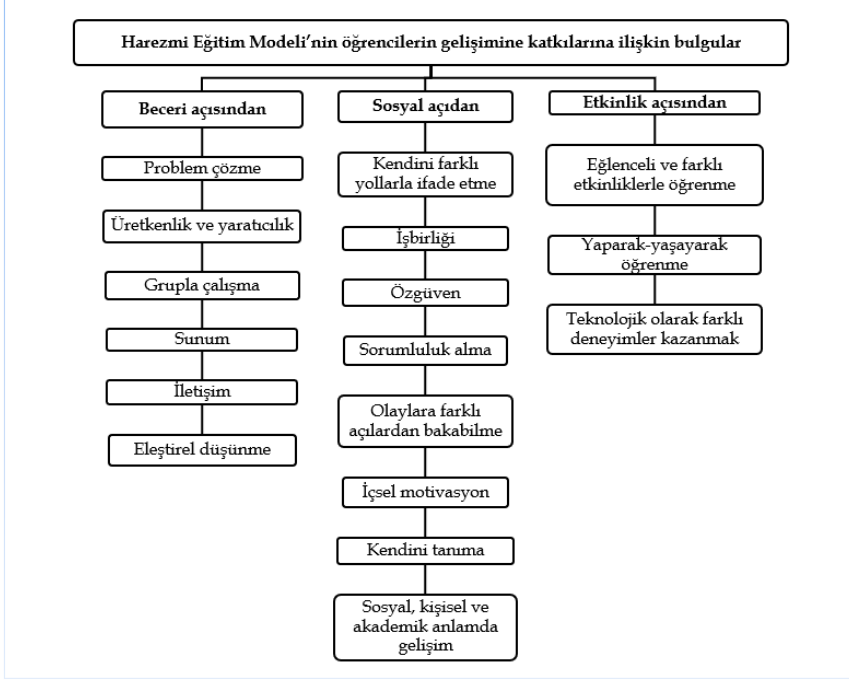 Harezmi Eğitim Modeli’nin öğrencilerin gelişimine katkılarına ilişkin bulgular
Beceri açısından
Problem çözme
Üretkenlik ve yaratıcılık
Grupla çalışma
Sunum
İletişim
Eleştirel düşünme
Sosyal açıdan
Kendini farklı
yollarla ifade etme
İşbirliği
Özgüven
Sorumluluk alma
Olaylara farklı
açılardan bakabilme
İçsel motivasyon
Kendini tanıma
Sosyal, kişisel ve
akademik anlamda
gelişim
Etkinlik açısından
Eğlenceli ve farklı
etkinliklerle öğrenme
Yaparak-yaşayarak
öğrenme
Teknolojik olarak farklı
deneyimler kazanmak